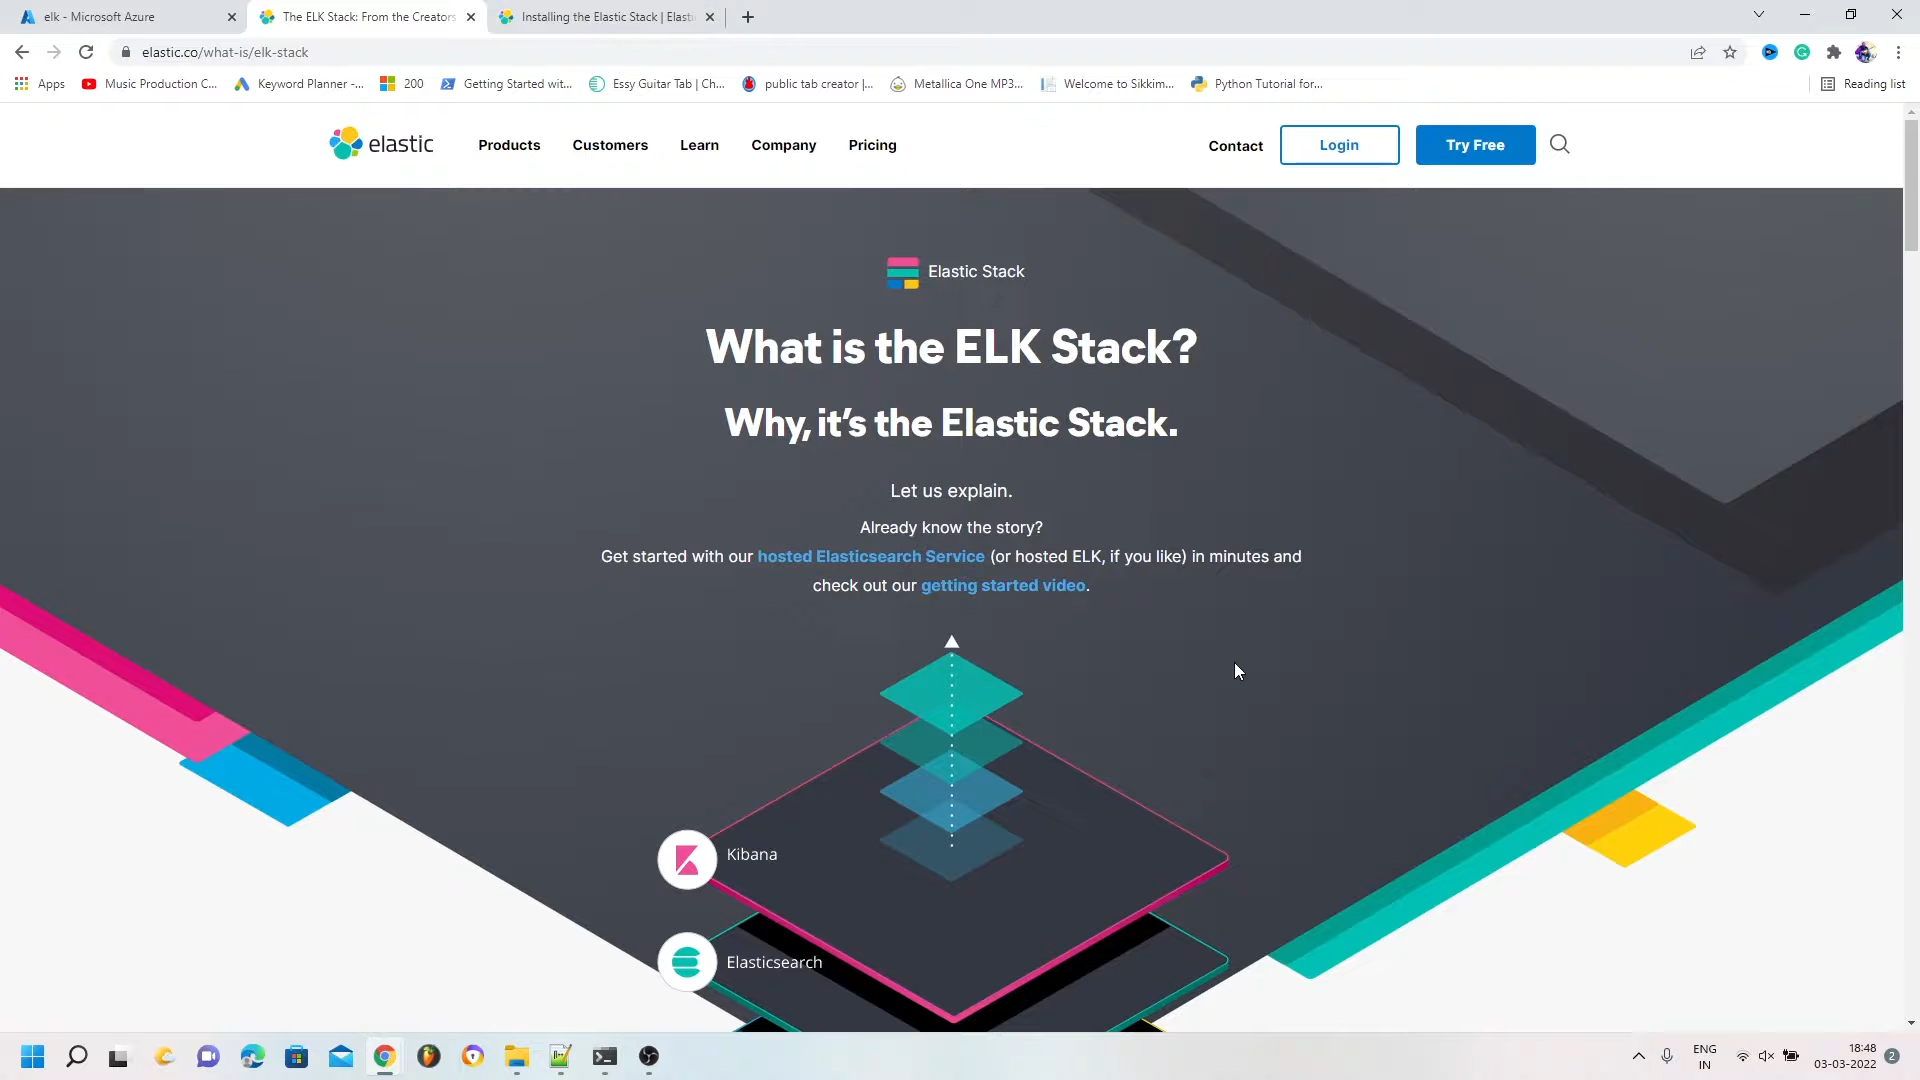 elk - Microsoft Azure
The ELK Stack: From the Creators
Installing the Elastic Stack | Elasti
elastic.co/what-is/elk-stack
Apps
Music Production C...
Keyword Planner -...
200
Getting Started wit...
Essy Guitar Tab | Ch...
public tab creator |...
Metallica One MP3...
Welcome to Sikkim...
Python Tutorial for...
Reading list
elastic
Products
Customers
Learn
Company
Pricing
Contact
Login
Try Free
Elastic Stack
What is the ELK Stack?
Why, it’s the Elastic Stack.
Let us explain.
Already know the story?
Get started with our hosted Elasticsearch Service (or hosted ELK, if you like) in minutes and
check out our getting started video.
Kibana
Elasticsearch
ENG
IN
18:48
03-03-2022
2